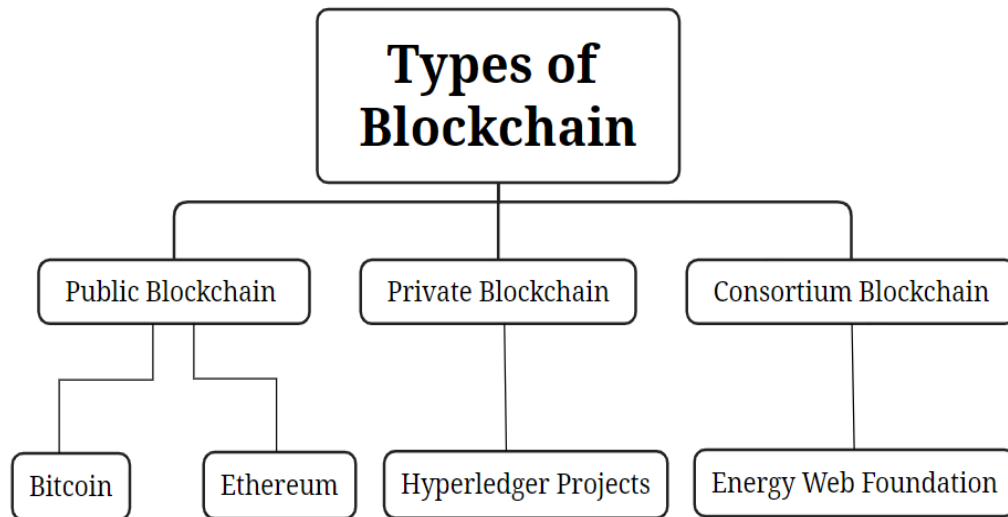 Types of
Blockchain
Public Blockchain
Private Blockchain
Consortium Blockchain
Bitcoin
Ethereum
Hyperledger Projects
Energy Web Foundation